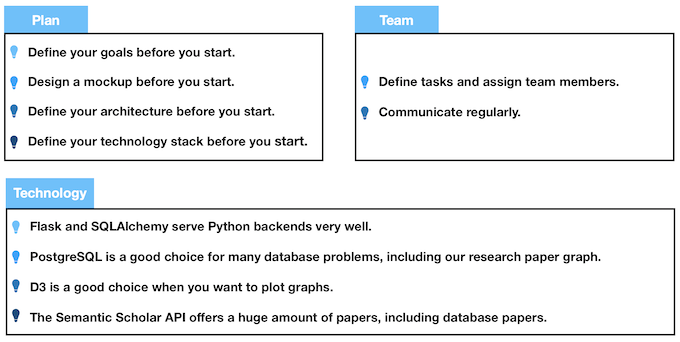 Plan
Define your goals before you start.
Design a mockup before you start.
Define your architecture before you start.
Define your technology stack before you start.
Team
Define tasks and assign team members.
Communicate regularly.
Technology
Flask and SQLAlchemy serve Python backends very well.
PostgreSQL is a good choice for many database problems, including our research paper graph.
D3 is a good choice when you want to plot graphs.
The Semantic Scholar API offers a huge amount of papers, including database papers.